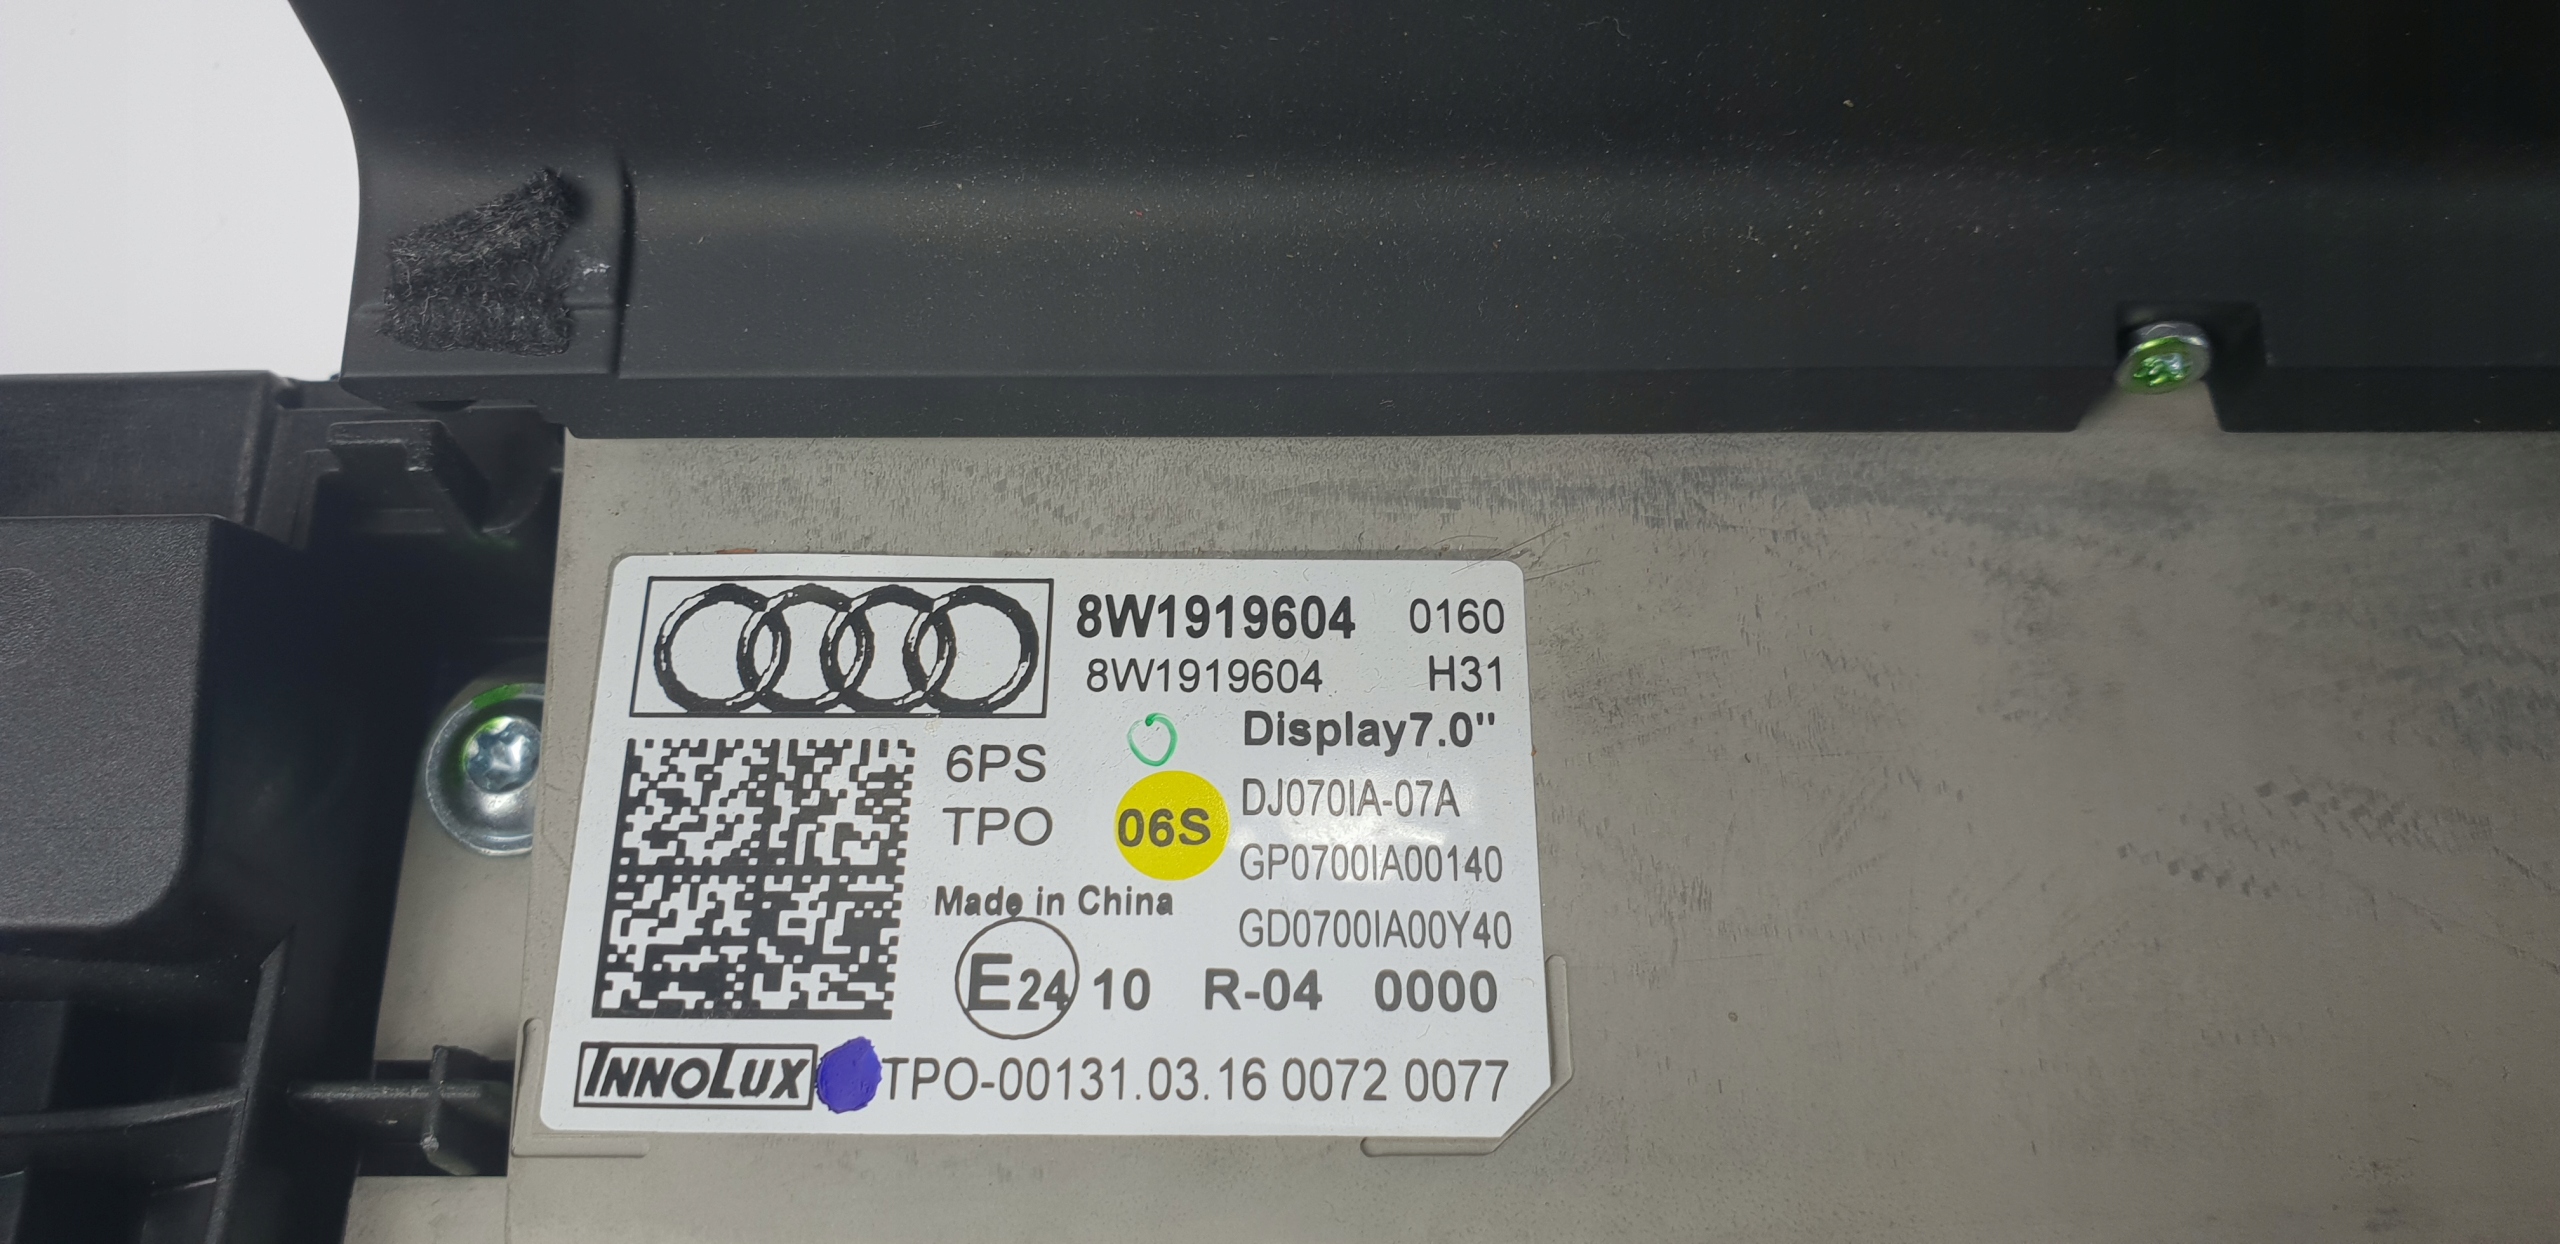 8W1919604 0160
8W1919604 H31
Display7.0"
6PS
DJ070IA-07A
TPO 06S
GP0700IA00140
Made in China
GD0700IA00Y40
E24 10 R-04 0000
INNOLUX TPO-00131.03.16 0072 0077